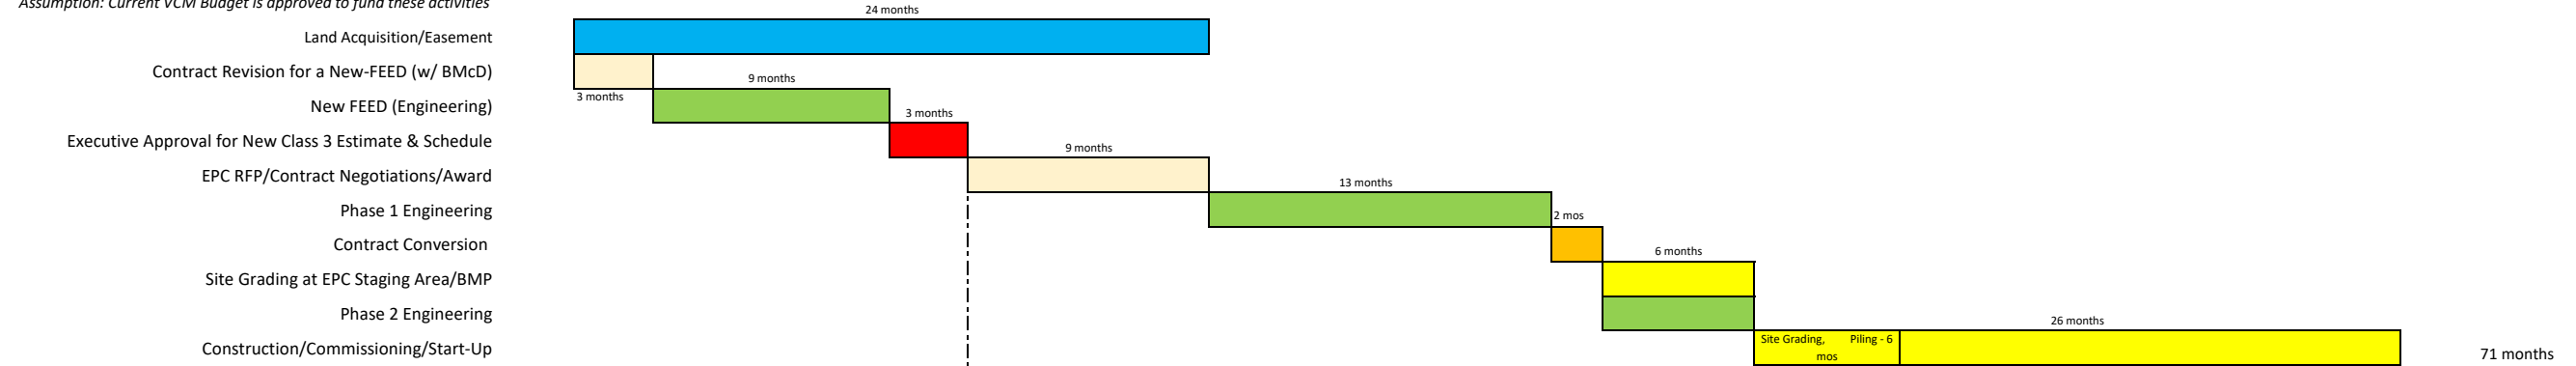 Assumption: Current VCM Budget is approved to fund these activities
24 months
Land Acquisition/Easement
Contract Revision for a New-FEED (w/ BMcD)
9 months
3 months
New FEED (Engineering)
3 months
Executive Approval for New Class 3 Estimate & Schedule
9 months
EPC RFP/Contract Negotiations/Award
13 months
Phase 1 Engineering
2 mos
Contract Conversion
6 months
Site Grading at EPC Staging Area/BMP
Phase 2 Engineering
26 months
Construction/Commissioning/Start-Up
Site Grading, Piling - 6
mos
71 months